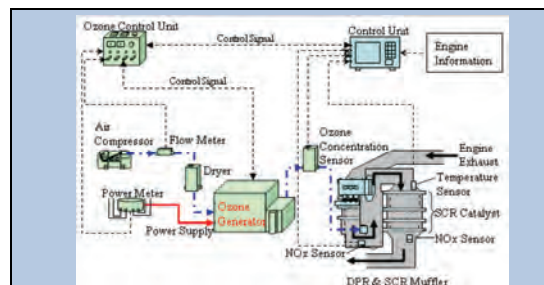 Ozone Control Unit
Control Signal
Control Unit
Engine
Information
Control Signal
Air
Compressor
Flow Meter
Dryer
Ozone
Concentration
Sensor
Engine
Exhaust
Temperature
Sensor
SCR Catalyst
NOx Sensor
Power Meter
Ozone
Generator
Power Supply
NOx Sensor
DPR & SCR Muffler